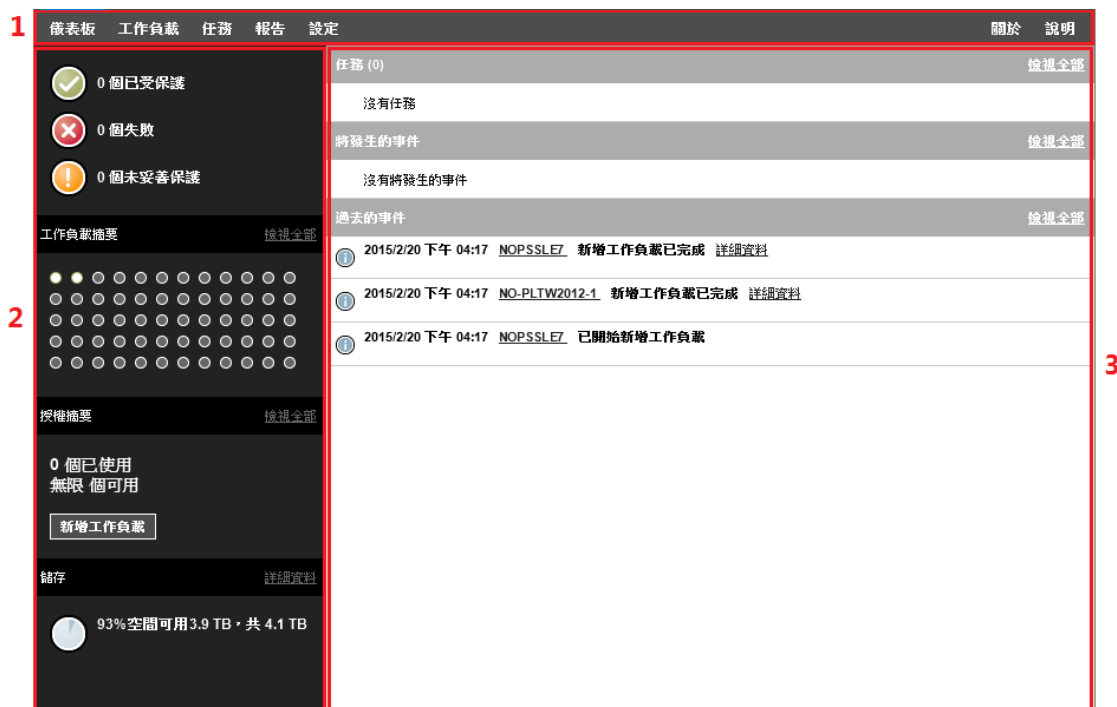 1
儀表板 工作負載 任務 報告 設定 關於 說明
2
0 個已受保護
0 個失敗
0 個未妥善保護
工作負載摘要 檢視全部
授權摘要 檢視全部
0 個已使用
無限 個可用
新增工作負載
儲存 詳細資料
93%空間可用3.9 TB，共 4.1 TB
任務 (0) 檢視全部
沒有任務
將發生的事件 檢視全部
沒有將發生的事件
過去的事件 檢視全部
2015/2/20 下午 04:17 NOPSSLE7 新增工作負載已完成 詳細資料
2015/2/20 下午 04:17 NO-PLTW2012-1 新增工作負載已完成 詳細資料
2015/2/20 下午 04:17 NOPSSLE7 已開始新增工作負載
3